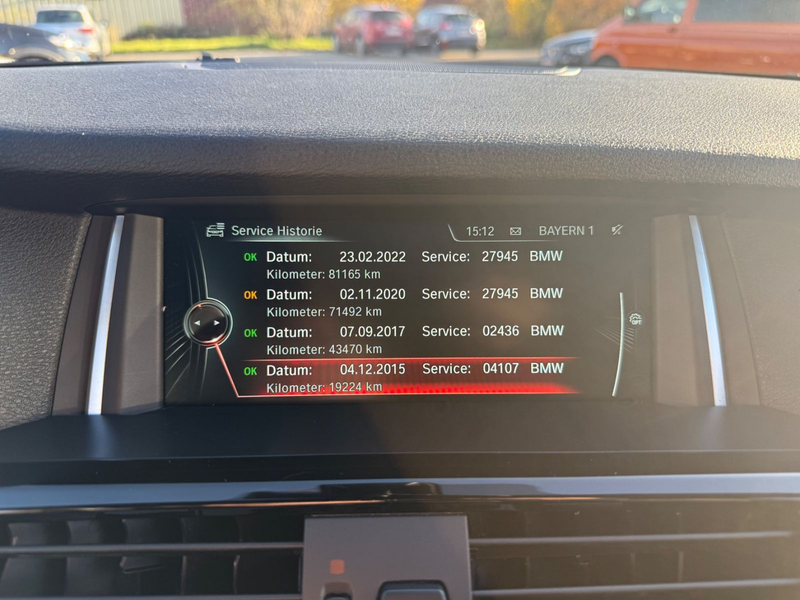 Service Historie 15:12 BAYERN 1
OK Datum: 23.02.2022 Service: 27945 BMW
Kilometer: 81165 km
OK Datum: 02.11.2020 Service: 27945 BMW
Kilometer: 71492 km
OK Datum: 07.09.2017 Service: 02436 BMW
Kilometer: 43470 km
OK Datum: 04.12.2015 Service: 04107 BMW
Kilometer: 19224 km
OPT